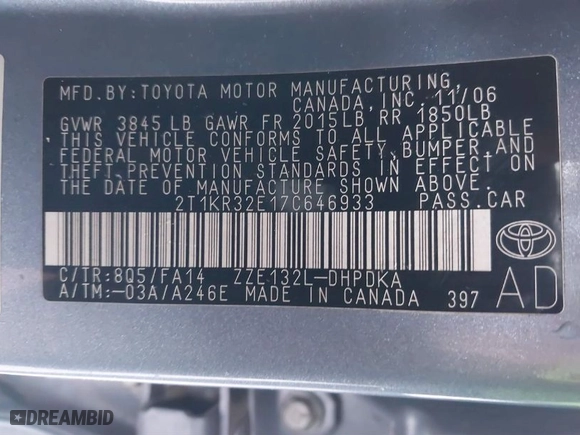 MFD. BY: TOYOTA MOTOR MANUFACTURING,
CANADA, INC. 11/06
GVWR 3845 LB GAWR FR 2015LB RR 1850LB
THIS VEHICLE CONFORMS TO ALL APPLICABLE
FEDERAL MOTOR VEHICLE SAFETY, BUMPER, AND
THEFT PREVENTION STANDARDS IN EFFECT ON
THE DATE OF MANUFACTURE SHOWN ABOVE.
2T1KR32E17C646933 PASS.CAR
C/TR: 8Q5/FA14 ZZE132L-DHPDKA
A/TM: -03A/A246E MADE IN CANADA 397
AD
DREAMBID